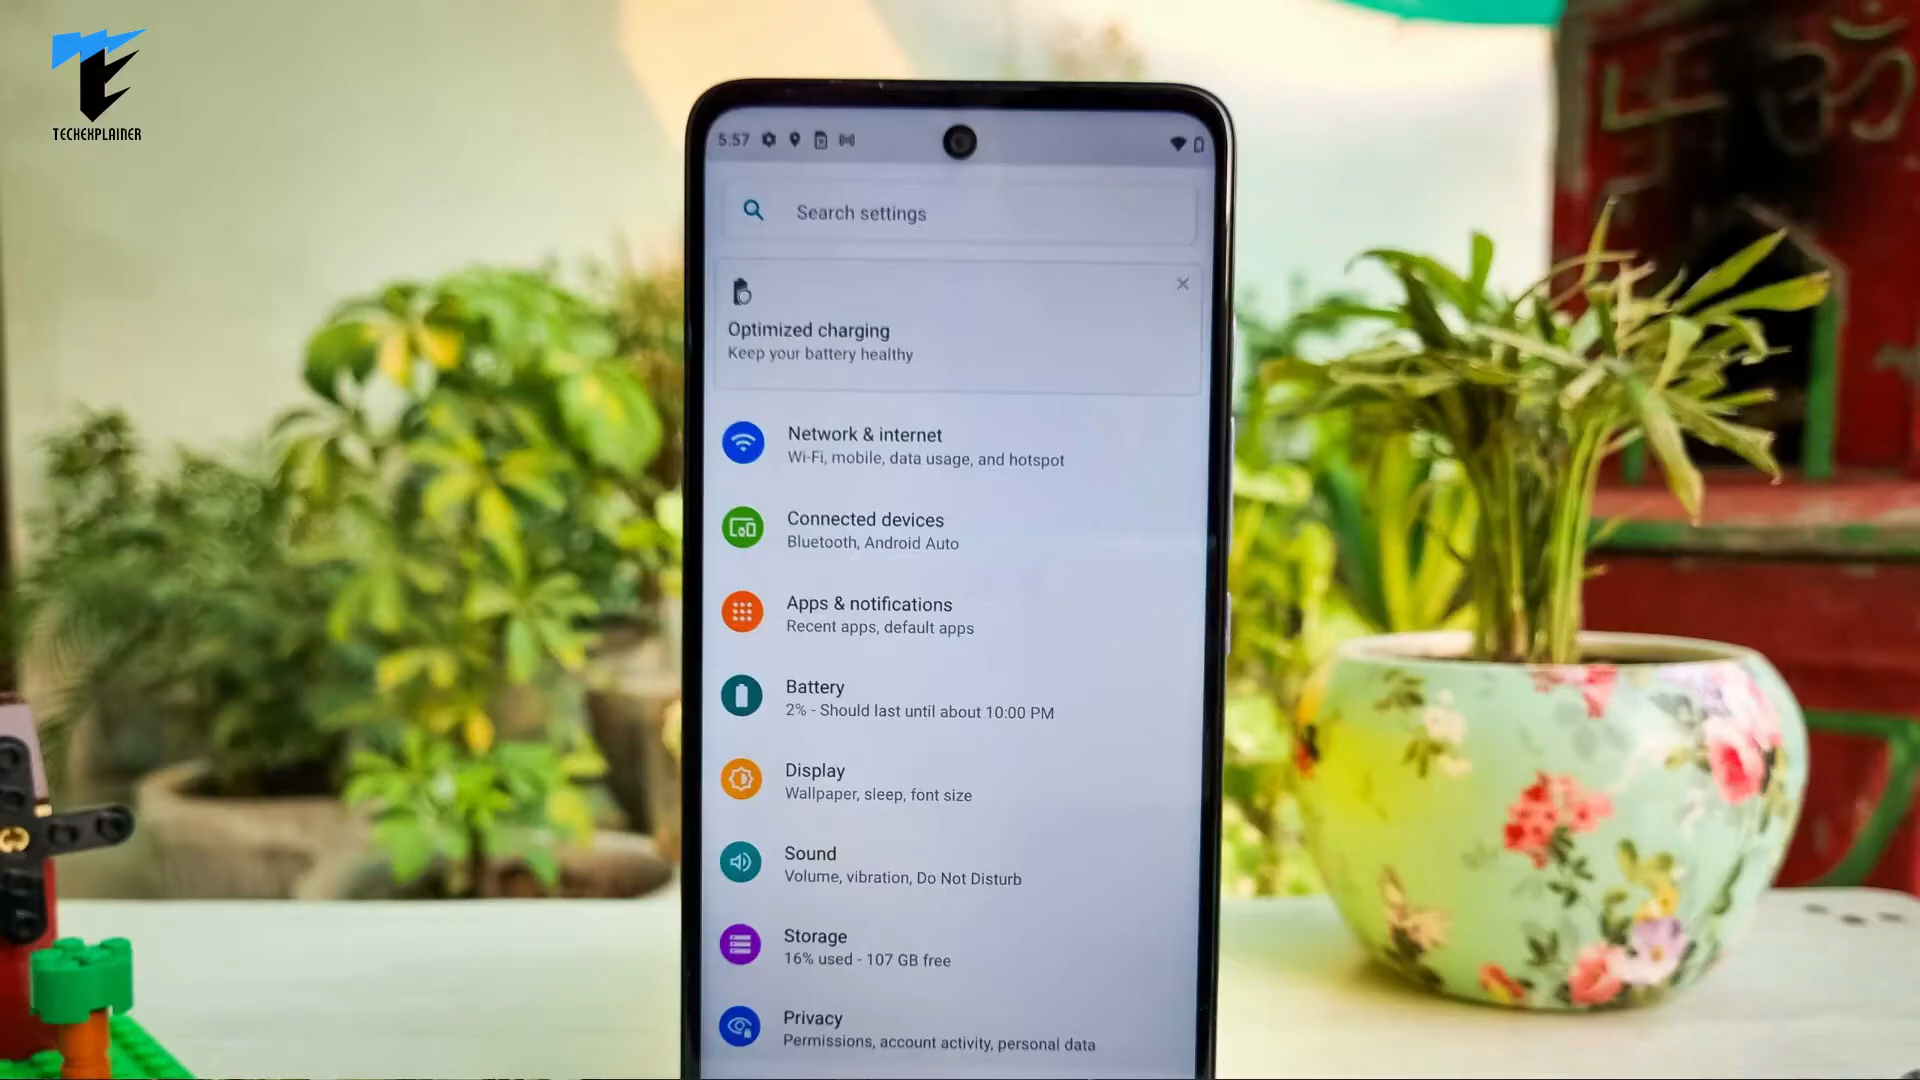 TECHEXPLAINER
5:57
Search settings
Optimized charging
Keep your battery healthy
Network & internet
Wi-Fi, mobile, data usage, and hotspot
Connected devices
Bluetooth, Android Auto
Apps & notifications
Recent apps, default apps
Battery
2% - Should last until about 10:00 PM
Display
Wallpaper, sleep, font size
Sound
Volume, vibration, Do Not Disturb
Storage
16% used - 107 GB free
Privacy
Permissions, account activity, personal data